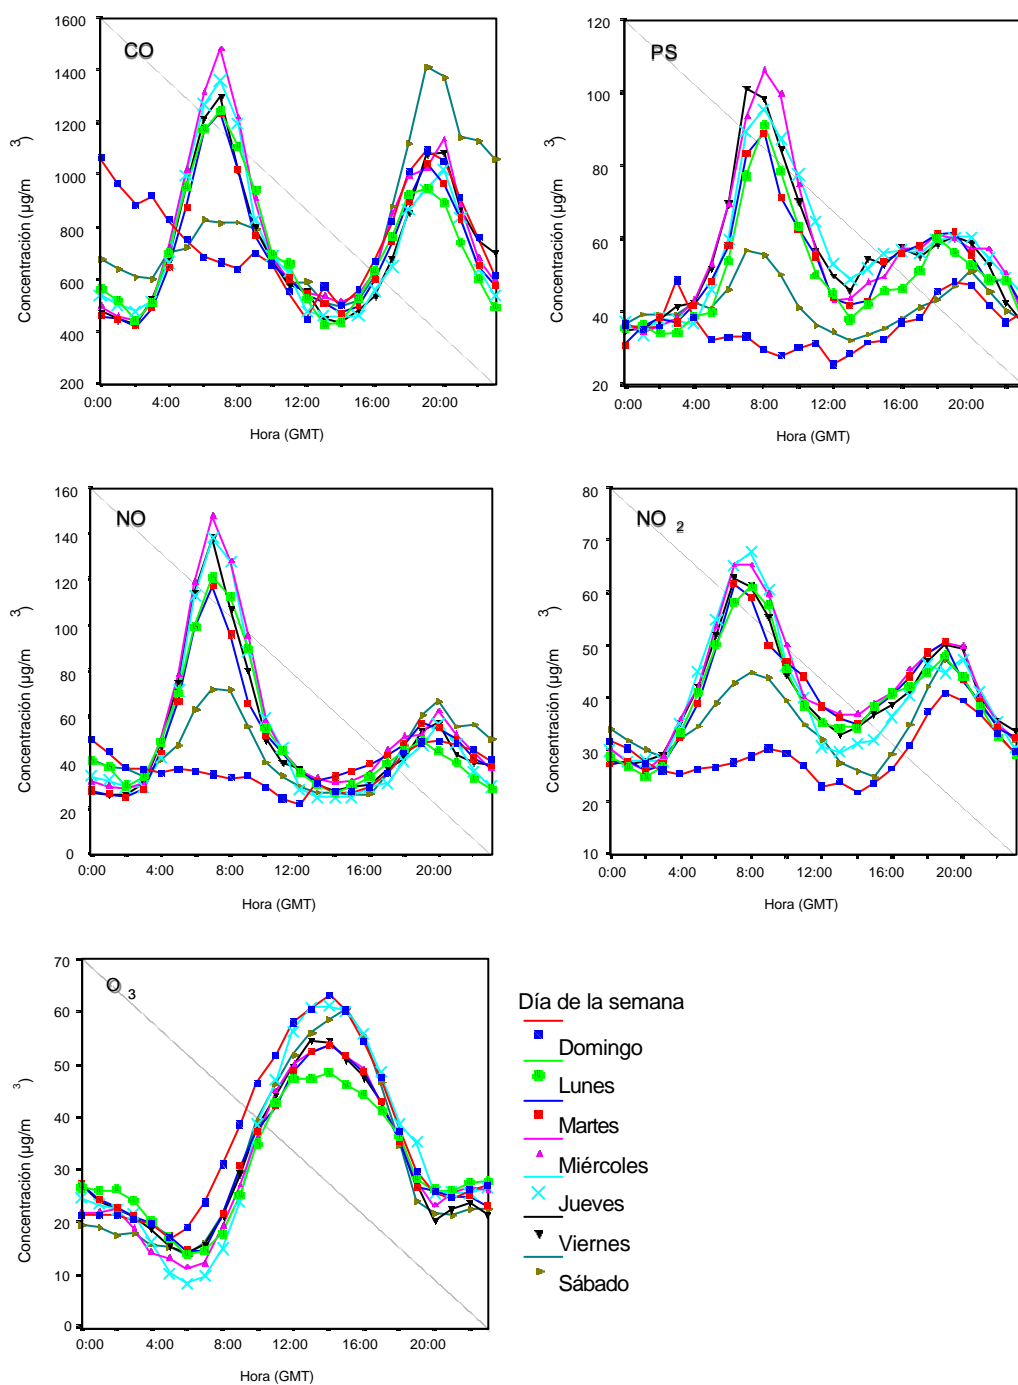 CO
1600
1400
1200
1000
800
600
400
200
Concentración (µg/m 3)
0:00 4:00 8:00 12:00 16:00 20:00
Hora (GMT)
PS
120
100
80
60
40
20
Concentración (µg/m 3)
0:00 4:00 8:00 12:00 16:00 20:00
Hora (GMT)
NO
160
140
120
100
80
60
40
20
0
Concentración (µg/m 3)
0:00 4:00 8:00 12:00 16:00 20:00
Hora (GMT)
NO 2
80
70
60
50
40
30
20
10
Concentración (µg/m 3)
0:00 4:00 8:00 12:00 16:00 20:00
Hora (GMT)
O 3
70
60
50
40
30
20
10
0
Concentración (µg/m 3)
0:00 4:00 8:00 12:00 16:00 20:00
Hora (GMT)
Día de la semana
Domingo
Lunes
Martes
Miércoles
Jueves
Viernes
Sábado